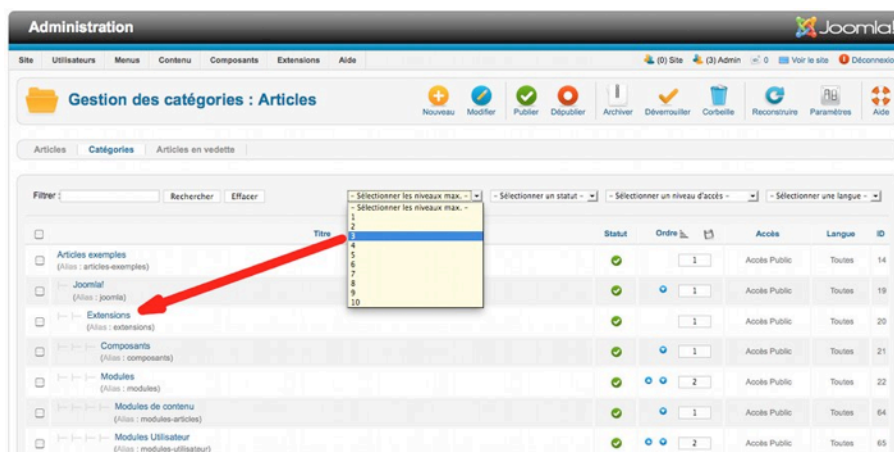 Administration
Joomla!
Site Utilisateurs Menus Contenu Composants Extensions Aide (0) Site (3) Admin 0 Voir le site Déconnexio
Gestion des catégories : Articles
Nouveau Modifier Publier Dépublier Archiver Déverrouiller Corbeille Reconstruire Paramètres Aide
Articles Catégories Articles en vedette
Filtrer : Rechercher Effacer - Sélectionner les niveaux max. - - Sélectionner un statut - - Sélectionner un niveau d'accès - - Sélectionner une langue -
- Sélectionner les niveaux max. -
1
2
3
4
5
6
7
8
9
10
Titre Statut Ordre Accès Langue ID
Articles exemples 1 Accès Public Toutes 14
(Alias : articles-exemples)
Joomla! 1 Accès Public Toutes 19
(Alias : joomla)
Extensions 1 Accès Public Toutes 20
(Alias : extensions)
Composants 1 Accès Public Toutes 21
(Alias : composants)
Modules 2 Accès Public Toutes 22
(Alias : modules)
Modules de contenu 1 Accès Public Toutes 64
(Alias : modules-articles)
Modules Utilisateur 2 Accès Public Toutes 65
(Alias : modules-utilisateur)